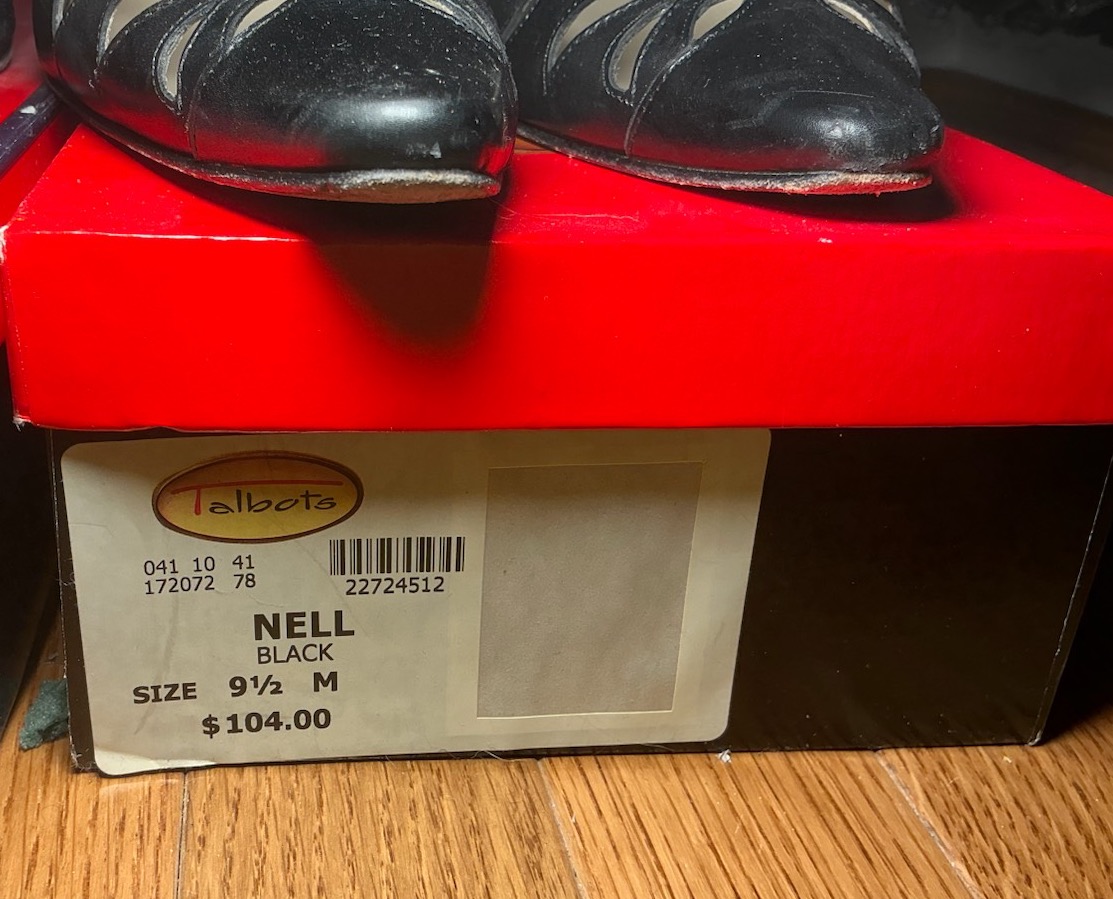 Talbots
041 10 41
172072 78
22724512
NELL
BLACK
SIZE 9½ M
$104.00